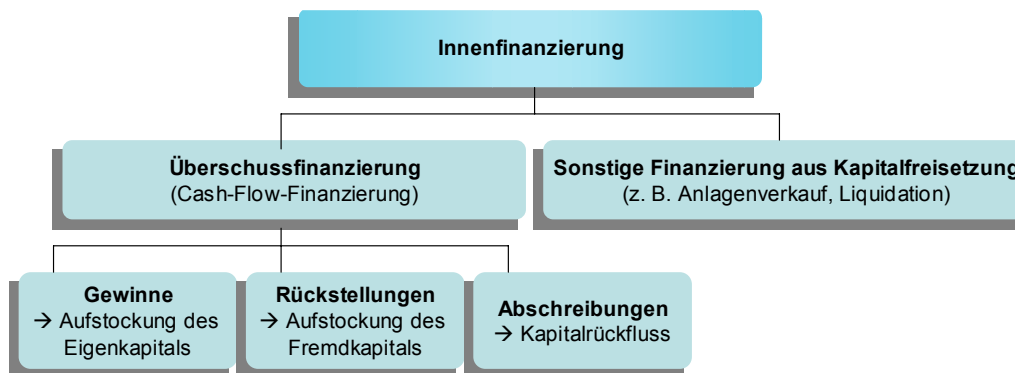 Innenfinanzierung
Überschussfinanzierung
(Cash-Flow-Finanzierung)
Sonstige Finanzierung aus Kapitalfreisetzung
(z. B. Anlagenverkauf, Liquidation)
Gewinne
→ Aufstockung des
Eigenkapitals
Rückstellungen
→ Aufstockung des
Fremdkapitals
Abschreibungen
→ Kapitalrückfluss